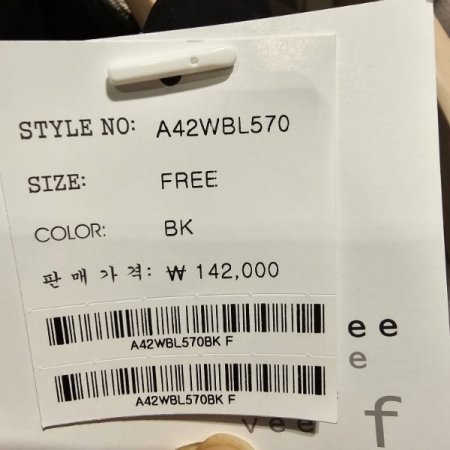 STYLE NO: A42WBL570
SIZE: FREE
COLOR: BK
판매가격: ₩ 142,000
A42WBL570BK F
A42WBL570BK F
ee
e
vee
f